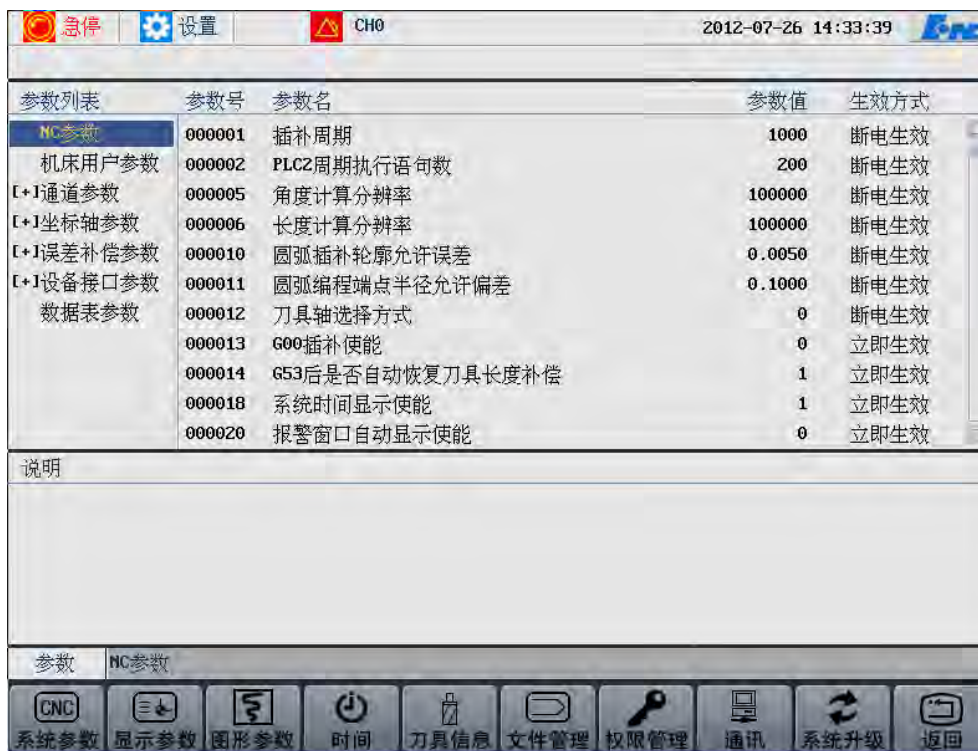 急停 设置 CH0 2012-07-26 14:33:39
参数列表 参数号 参数名 参数值 生效方式
NC参数 000001 插补周期 1000 断电生效
机床用户参数 000002 PLC2周期执行语句数 200 断电生效
[+]通道参数 000005 角度计算分辨率 100000 断电生效
[+]坐标轴参数 000006 长度计算分辨率 100000 断电生效
[+]误差补偿参数 000010 圆弧插补轮廓允许误差 0.0050 断电生效
[+]设备接口参数 000011 圆弧编程端点半径允许偏差 0.1000 断电生效
数据表参数 000012 刀具轴选择方式 0 断电生效
000013 G00插补使能 0 立即生效
000014 G53后是否自动恢复刀具长度补偿 1 立即生效
000018 系统时间显示使能 1 立即生效
000020 报警窗口自动显示使能 0 立即生效
说明
参数 NC参数
CNC
系统参数 显示参数 图形参数 时间 刀具信息 文件管理 权限管理 通讯 系统升级 返回